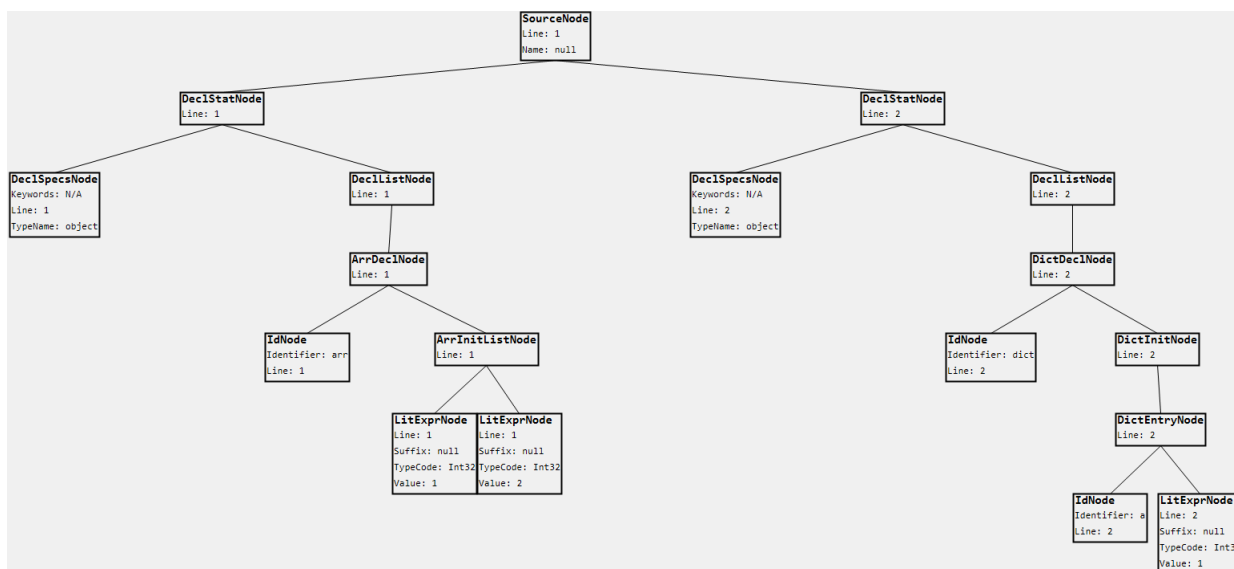 SourceNode
Line: 1
Name: null
DeclStatNode
Line: 1
DeclStatNode
Line: 2
DeclSpecsNode
Keywords: N/A
Line: 1
TypeName: object
DeclListNode
Line: 1
DeclSpecsNode
Keywords: N/A
Line: 2
TypeName: object
DeclListNode
Line: 2
ArrDeclNode
Line: 1
DictDeclNode
Line: 2
IdNode
Identifier: arr
Line: 1
ArrInitListNode
Line: 1
IdNode
Identifier: dict
Line: 2
DictInitNode
Line: 2
LitExprNode
Line: 1
Suffix: null
TypeCode: Int32
Value: 1
LitExprNode
Line: 1
Suffix: null
TypeCode: Int32
Value: 2
DictEntryNode
Line: 2
IdNode
Identifier: a
Line: 2
LitExprNode
Line: 2
Suffix: null
TypeCode: Int3
Value: 1